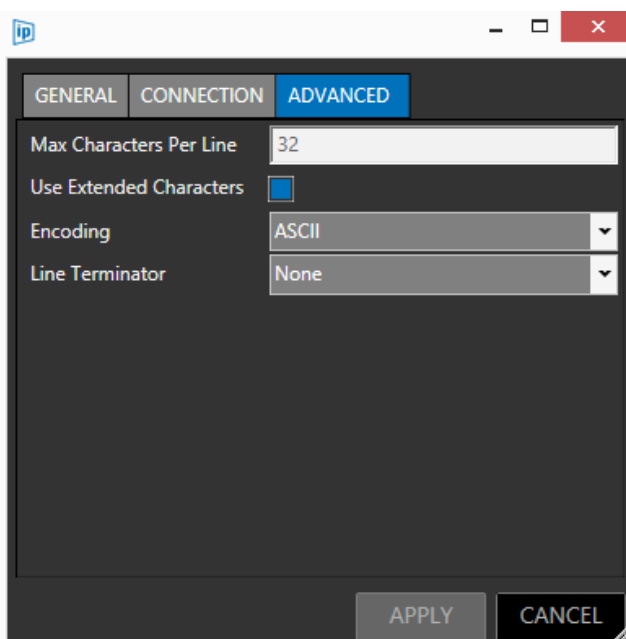 ip
GENERAL CONNECTION ADVANCED
Max Characters Per Line 32
Use Extended Characters
Encoding ASCII
Line Terminator None
APPLY CANCEL